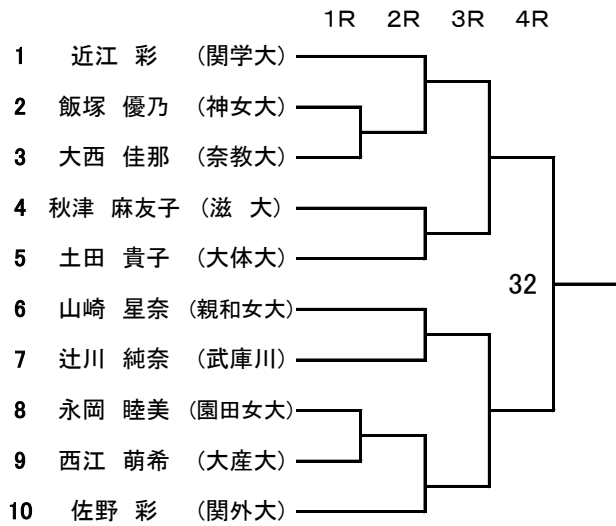 1R 2R 3R 4R
1 近江 彩 (関学大)
2 飯塚 優乃 (神女大)
3 大西 佳那 (奈教大)
4 秋津 麻友子 (滋 大)
5 土田 貴子 (大体大)
32
6 山崎 星奈 (親和女大)
7 辻川 純奈 (武庫川)
8 永岡 睦美 (園田女大)
9 西江 萌希 (大産大)
10 佐野 彩 (関外大)